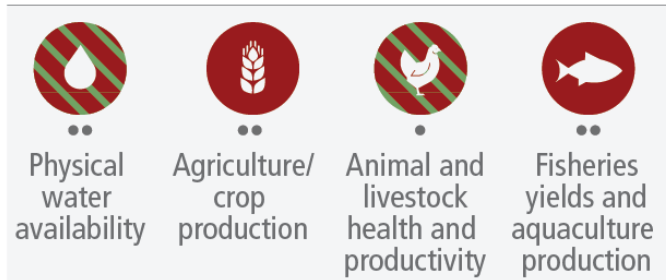 Physical
water
availability
Agriculture/
crop
production
Animal and
livestock
health and
productivity
Fisheries
yields and
aquaculture
production